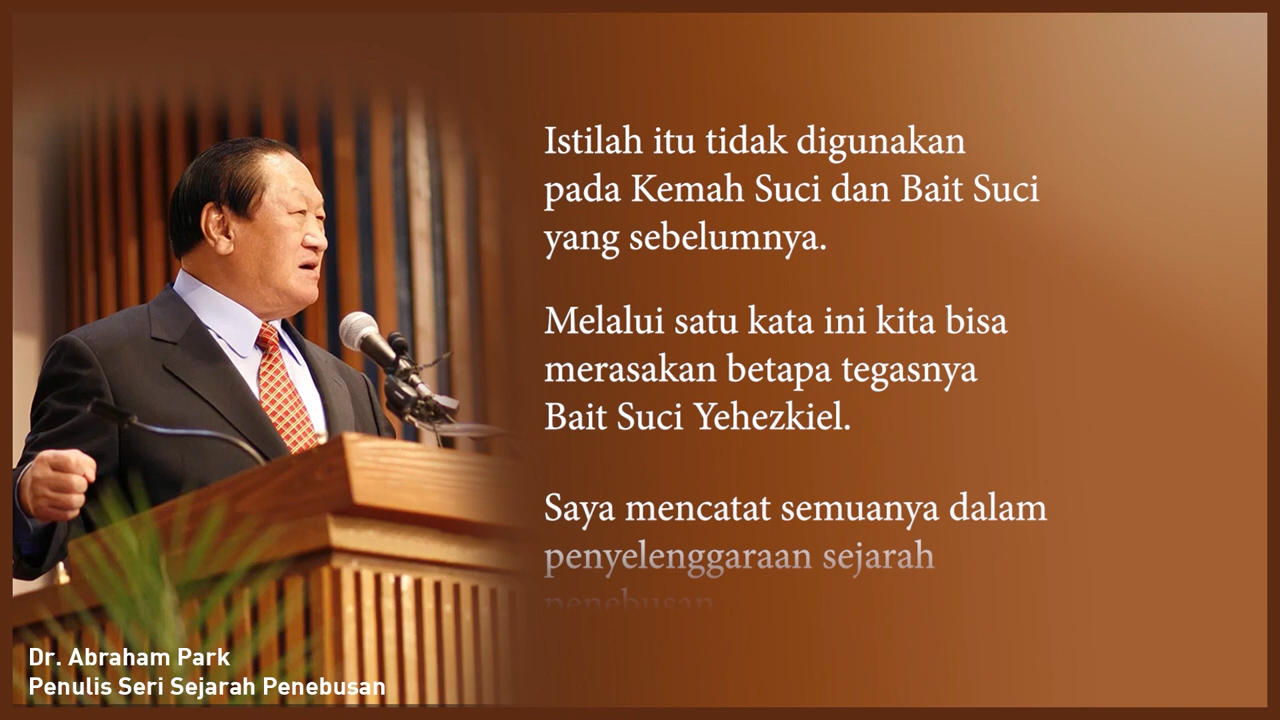 Istilah itu tidak digunakan
pada Kemah Suci dan Bait Suci
yang sebelumnya.
Melalui satu kata ini kita bisa
merasakan betapa tegasnya
Bait Suci Yehezkiel.
Saya mencatat semuanya dalam
penyelenggaraan sejarah
penebusan
Dr. Abraham Park
Penulis Seri Sejarah Penebusan